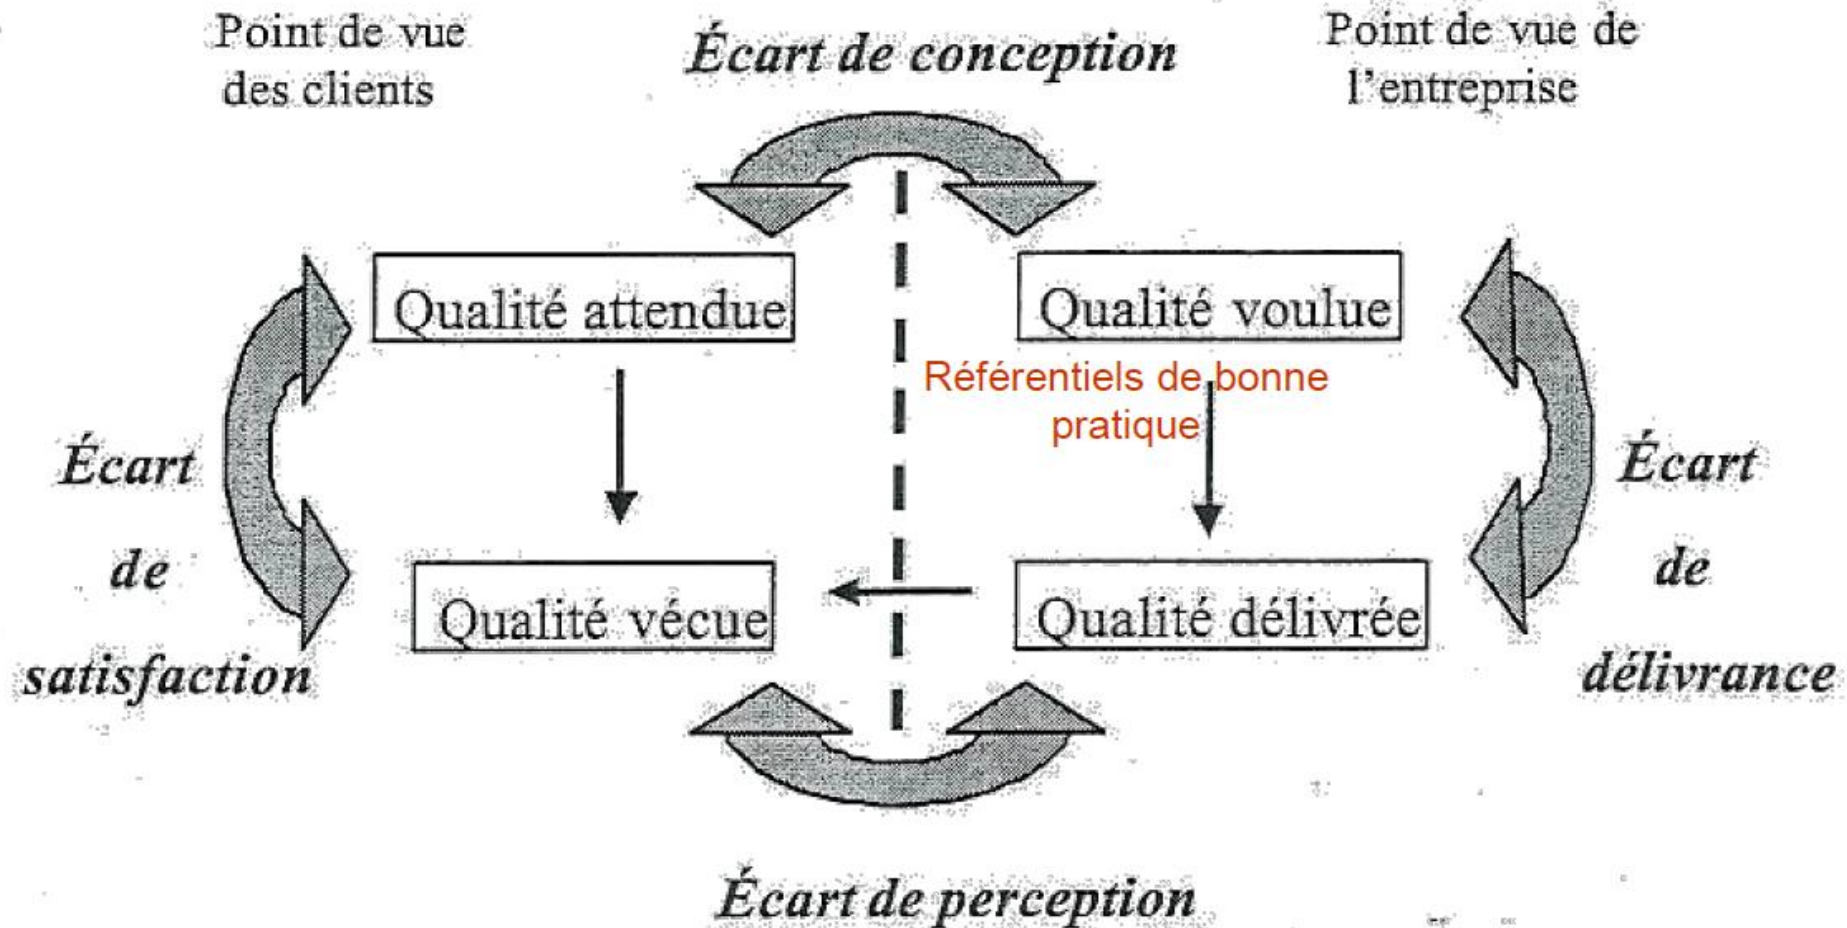 Point de vue
des clients
Écart de conception
Point de vue de
l'entreprise
Qualité attendue
Qualité voulue
Référentiels de bonne
pratique
Écart
de
satisfaction
Écart
de
délivrance
Qualité vécue
Qualité délivrée
Écart de perception